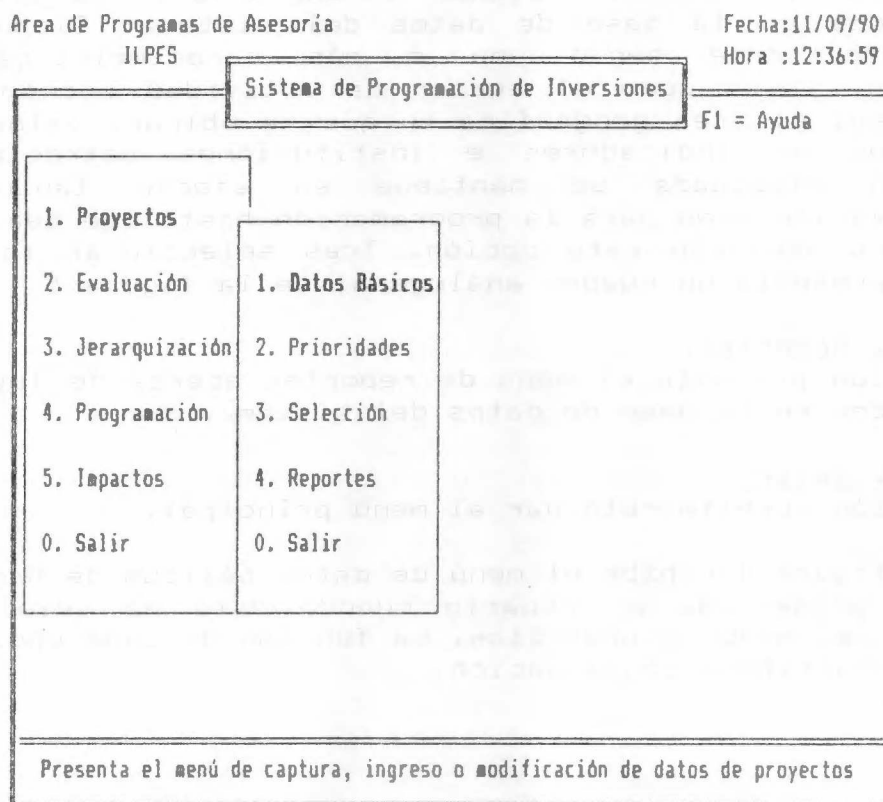 Area de Programas de Asesoría
ILPES
Fecha:11/09/90
Hora :12:36:59
Sistema de Programación de Inversiones
F1 = Ayuda
1. Proyectos
2. Evaluación
3. Jerarquización
4. Programación
5. Impactos
0. Salir
1. Datos Básicos
2. Prioridades
3. Selección
4. Reportes
0. Salir
Presenta el menú de captura, ingreso o modificación de datos de proyectos